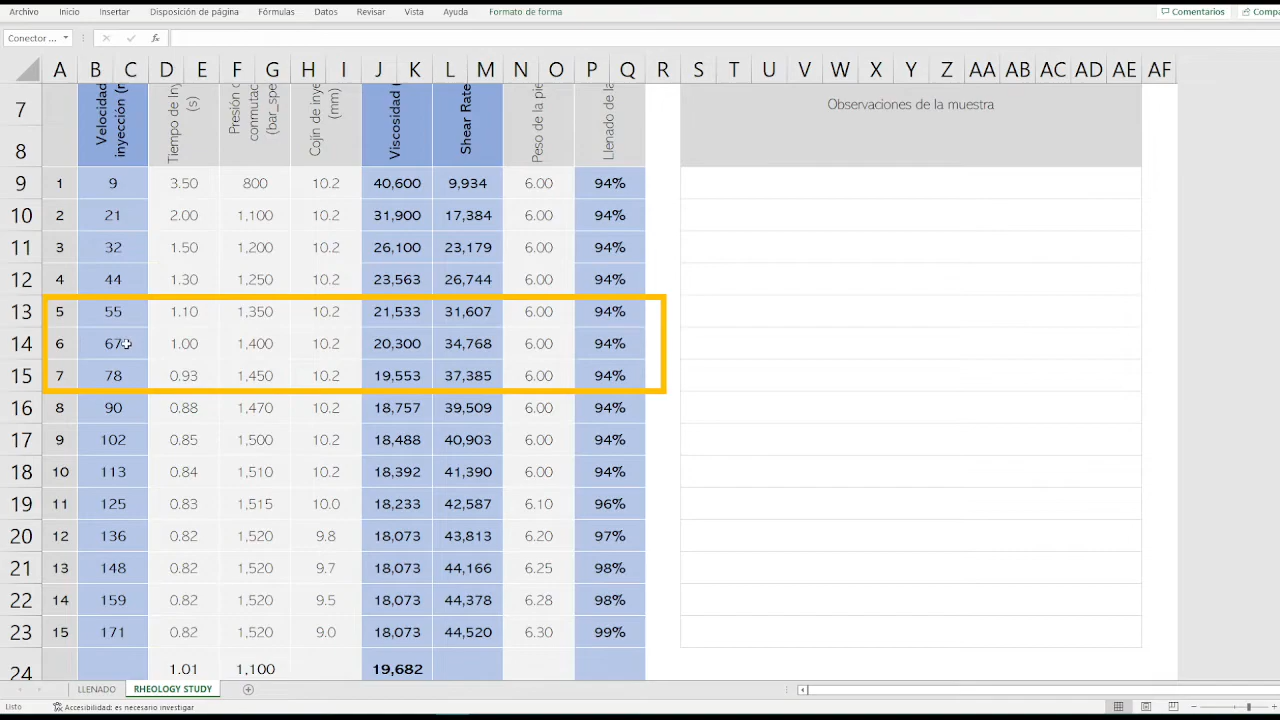 Archivo Inicio Insertar Disposición de página Fórmulas Datos Revisar Vista Ayuda Formato de forma Comentarios
Conector ... fx
A B C D E F G H I J K L M N O P Q R S T U V W X Y Z AA AB AC AD AE AF
7 Velocidad Tiempo de Iny (s) Presión conmutac (bar_spe Cojin de inye (mm) Viscosidad Shear Rate Peso de la pie Llenado de la Observaciones de la muestra
8 inyección
9 1 9 3.50 800 10.2 40,600 9,934 6.00 94%
10 2 21 2.00 1,100 10.2 31,900 17,384 6.00 94%
11 3 32 1.50 1,200 10.2 26,100 23,179 6.00 94%
12 4 44 1.30 1,250 10.2 23,563 26,744 6.00 94%
13 5 55 1.10 1,350 10.2 21,533 31,607 6.00 94%
14 6 67 1.00 1,400 10.2 20,300 34,768 6.00 94%
15 7 78 0.93 1,450 10.2 19,553 37,385 6.00 94%
16 8 90 0.88 1,470 10.2 18,757 39,509 6.00 94%
17 9 102 0.85 1,500 10.2 18,488 40,903 6.00 94%
18 10 113 0.84 1,510 10.2 18,392 41,390 6.00 94%
19 11 125 0.83 1,515 10.0 18,233 42,587 6.10 96%
20 12 136 0.82 1,520 9.8 18,073 43,813 6.20 97%
21 13 148 0.82 1,520 9.7 18,073 44,166 6.25 98%
22 14 159 0.82 1,520 9.5 18,073 44,378 6.28 98%
23 15 171 0.82 1,520 9.0 18,073 44,520 6.30 99%
24 1.01 1,100 19,682
LLENADO RHEOLOGY STUDY
Listo Accesibilidad: es necesario investigar